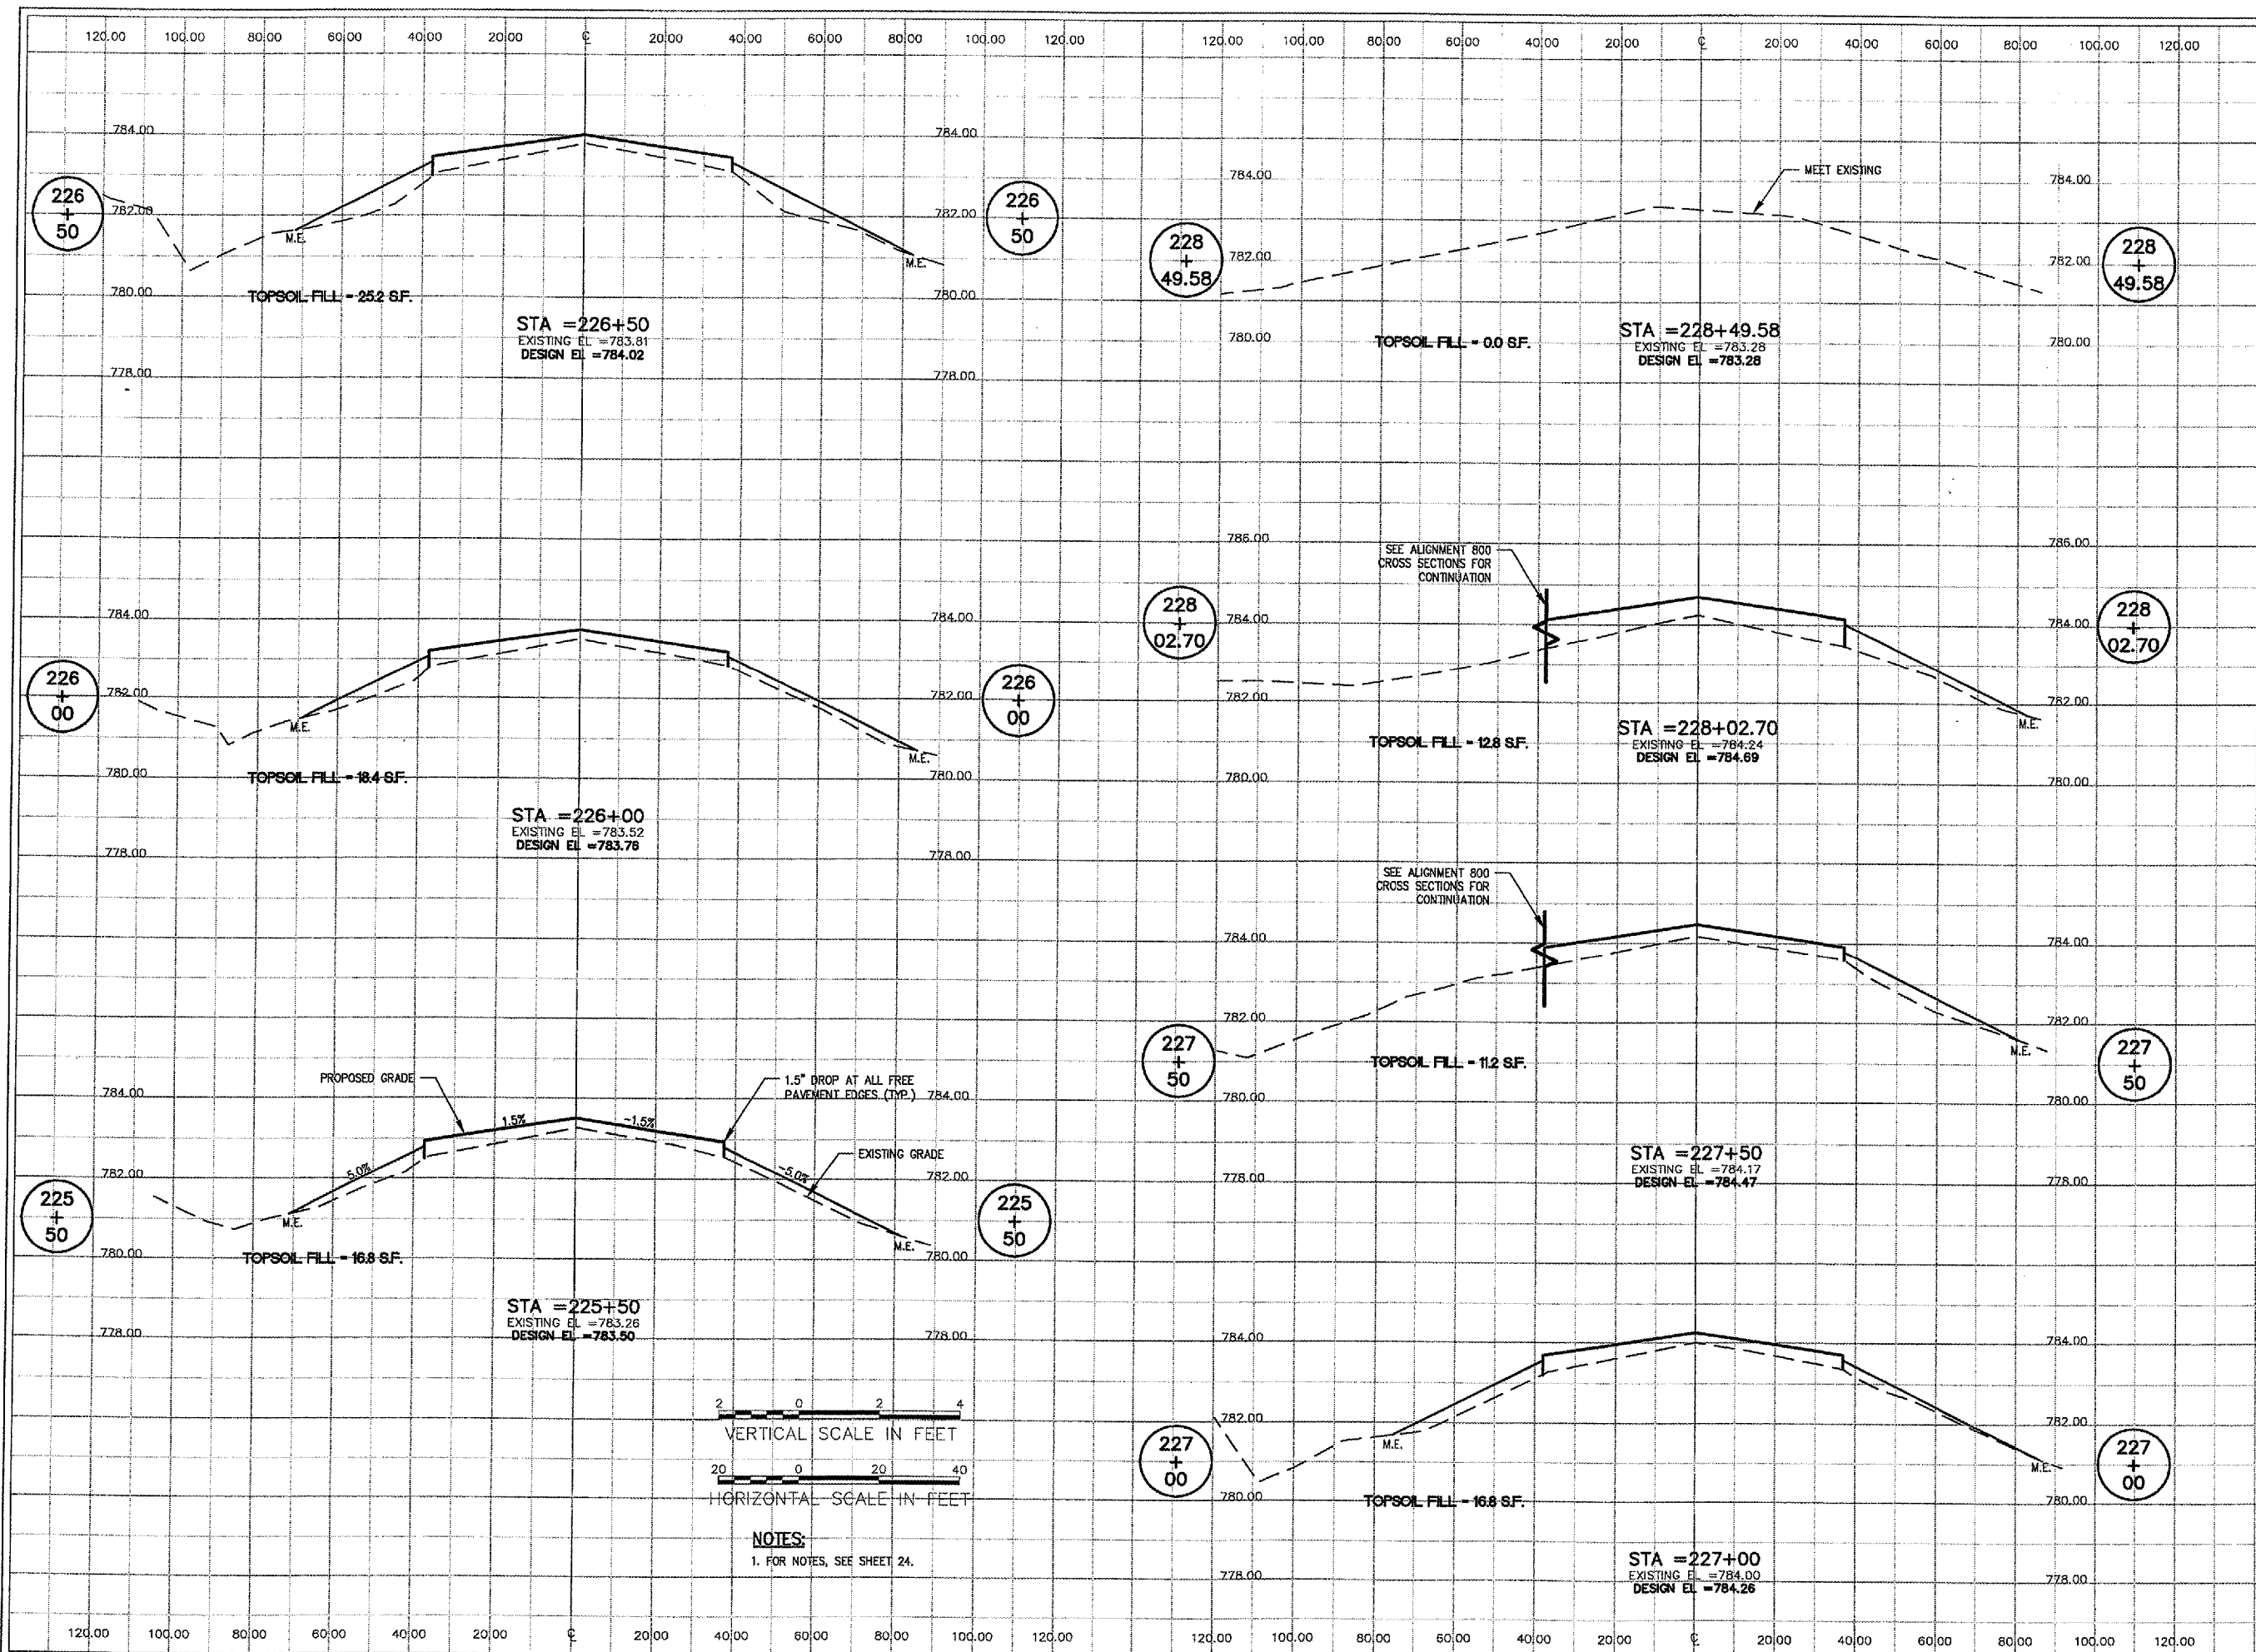 120.00 100.00 80.00 60.00 40.00 20.00 ℄ 20.00 40.00 60.00 80.00 100.00 120.00
784.00 784.00
226 + 50
782.00 782.00
226 + 50
M.E. M.E.
780.00 780.00
TOPSOIL FILL = 25.2 S.F.
STA =226+50
EXISTING EL =783.81
DESIGN EL =784.02
778.00 778.00
784.00 784.00
226 + 00
782.00 782.00
226 + 00
M.E. M.E.
780.00 780.00
TOPSOIL FILL = 18.4 S.F.
STA =226+00
EXISTING EL =783.52
DESIGN EL =783.76
778.00 778.00
PROPOSED GRADE
1.5" DROP AT ALL FREE
PAVEMENT EDGES (TYP.)
784.00 784.00
1.5% -1.5%
EXISTING GRADE
5.0% -5.0%
782.00 782.00
225 + 50
225 + 50
M.E. M.E.
780.00 780.00
TOPSOIL FILL = 16.8 S.F.
STA =225+50
EXISTING EL =783.26
DESIGN EL =783.50
778.00 778.00
2 0 2 4
VERTICAL SCALE IN FEET
20 0 20 40
HORIZONTAL SCALE IN FEET
NOTES:
1. FOR NOTES, SEE SHEET 24.
120.00 100.00 80.00 60.00 40.00 20.00 ℄ 20.00 40.00 60.00 80.00 100.00 120.00
120.00 100.00 80.00 60.00 40.00 20.00 ℄ 20.00 40.00 60.00 80.00 100.00 120.00
MEET EXISTING
784.00 784.00
228 + 49.58
782.00 782.00
228 + 49.58
780.00 780.00
TOPSOIL FILL = 0.0 S.F.
STA =228+49.58
EXISTING EL =783.28
DESIGN EL =783.28
786.00 786.00
SEE ALIGNMENT 800
CROSS SECTIONS FOR
CONTINUATION
228 + 02.70
784.00 784.00
228 + 02.70
782.00 782.00
M.E.
TOPSOIL FILL = 12.8 S.F.
STA =228+02.70
EXISTING EL =784.24
DESIGN EL =784.69
780.00 780.00
SEE ALIGNMENT 800
CROSS SECTIONS FOR
CONTINUATION
784.00 784.00
782.00 782.00
227 + 50
M.E.
227 + 50
TOPSOIL FILL = 11.2 S.F.
780.00 780.00
STA =227+50
EXISTING EL =784.17
DESIGN EL =784.47
778.00 778.00
784.00 784.00
782.00 782.00
M.E. M.E.
227 + 00
227 + 00
780.00 780.00
TOPSOIL FILL = 16.8 S.F.
STA =227+00
EXISTING EL =784.00
DESIGN EL =784.26
778.00 778.00
120.00 100.00 80.00 60.00 40.00 20.00 ℄ 20.00 40.00 60.00 80.00 100.00 120.00